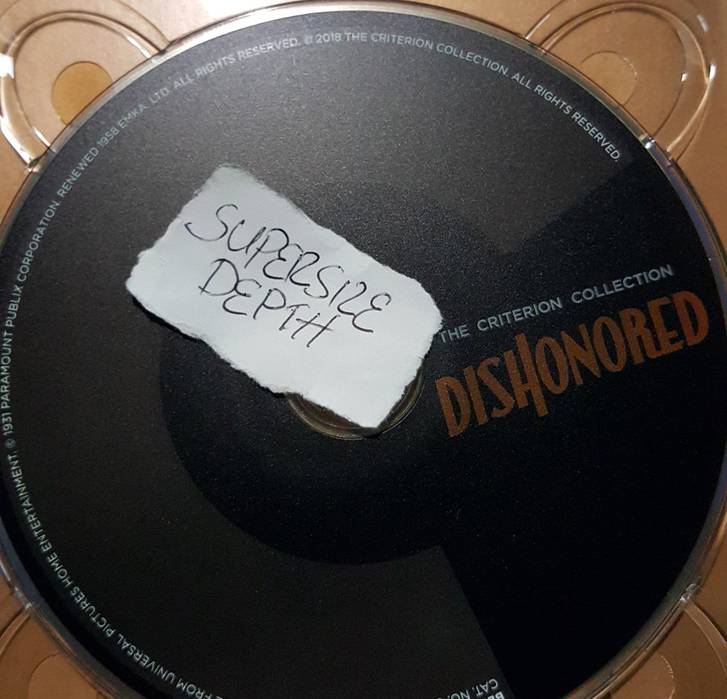 SUPERSIZE
DEPTH
THE CRITERION COLLECTION
DISHONORED
FROM UNIVERSAL PICTURES HOME ENTERTAINMENT. © 1931 PARAMOUNT PUBLIX CORPORATION. RENEWED 1958 EMKA, LTD. ALL RIGHTS RESERVED. © 2018 THE CRITERION COLLECTION. ALL RIGHTS RESERVED.
CAT. NO.